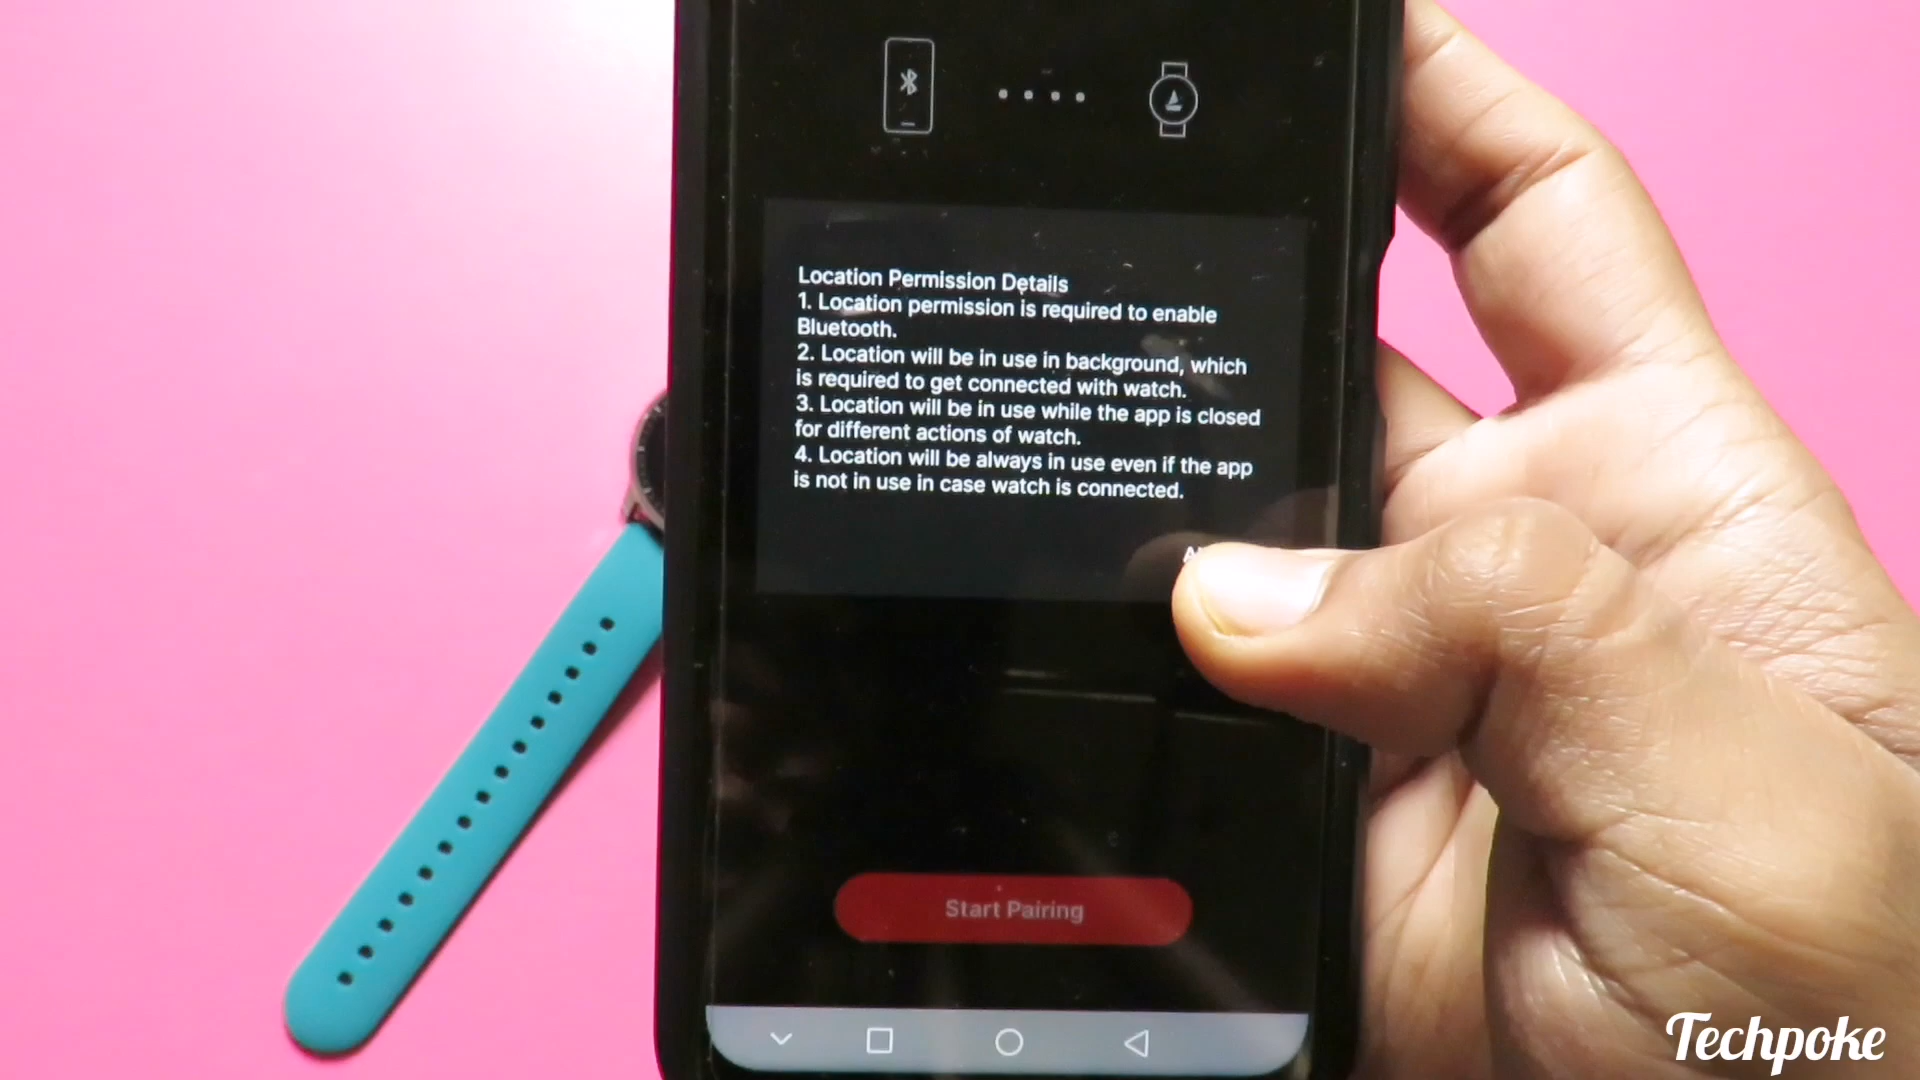 Location Permission Details
1. Location permission is required to enable
Bluetooth.
2. Location will be in use in background, which
is required to get connected with watch.
3. Location will be in use while the app is closed
for different actions of watch.
4. Location will be always in use even if the app
is not in use in case watch is connected.
Start Pairing
Techpoke